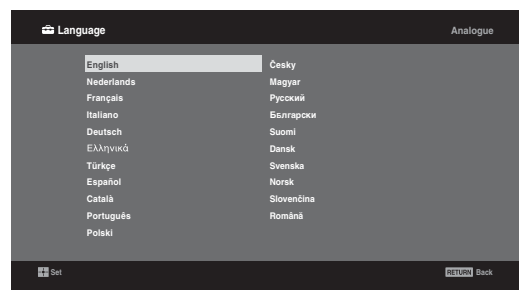 Language
Analogue
English
Nederlands
Français
Italiano
Deutsch
Ελληνικά
Türkçe
Español
Català
Português
Polski
Česky
Magyar
Русский
Български
Suomi
Dansk
Svenska
Norsk
Slovenčina
Română
Set
RETURN Back